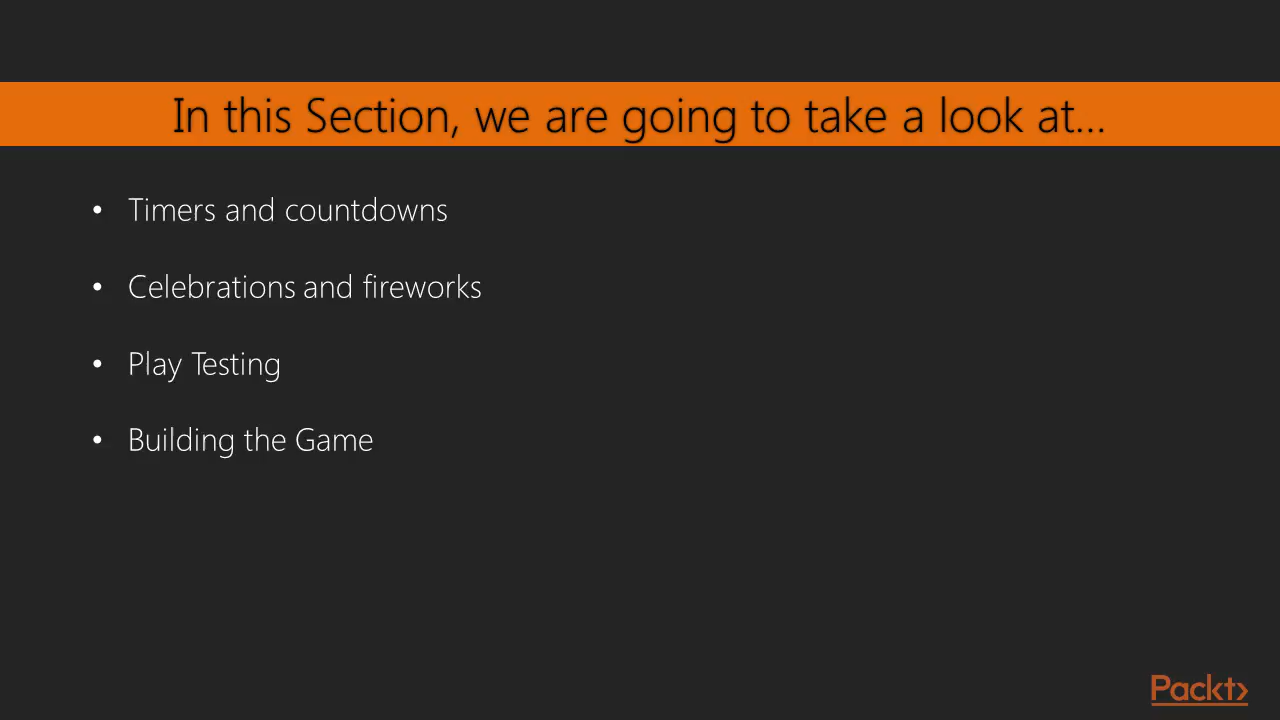 In this Section, we are going to take a look at...
• Timers and countdowns
• Celebrations and fireworks
• Play Testing
• Building the Game
Packt>